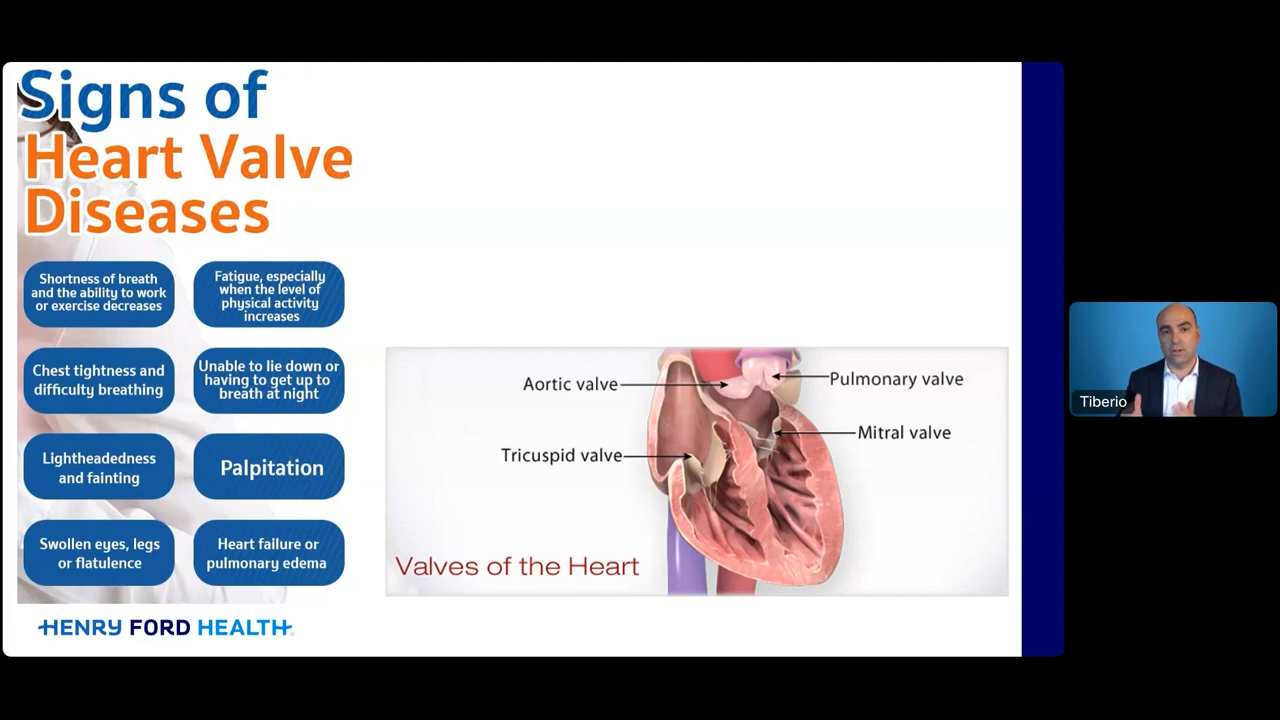 Signs of
Heart Valve
Diseases
Shortness of breath
and the ability to work
or exercise decreases
Fatigue, especially
when the level of
physical activity
increases
Chest tightness and
difficulty breathing
Unable to lie down or
having to get up to
breath at night
Lightheadedness
and fainting
Palpitation
Swollen eyes, legs
or flatulence
Heart failure or
pulmonary edema
HENRY FORD HEALTH
Aortic valve
Pulmonary valve
Mitral valve
Tricuspid valve
Valves of the Heart
Tiberio